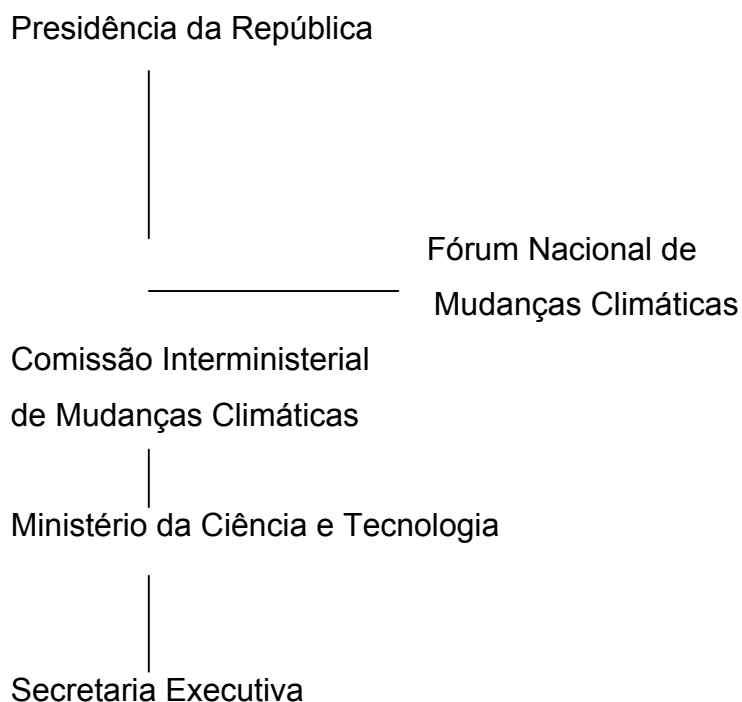 Presidência da República
Fórum Nacional de
Mudanças Climáticas
Comissão Interministerial
de Mudanças Climáticas
Ministério da Ciência e Tecnologia
Secretaria Executiva